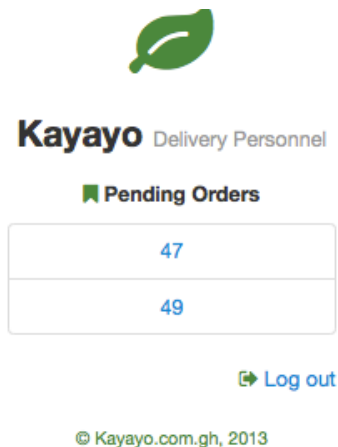 Kayayo Delivery Personnel
Pending Orders
47
49
Log out
© Kayayo.com.gh, 2013